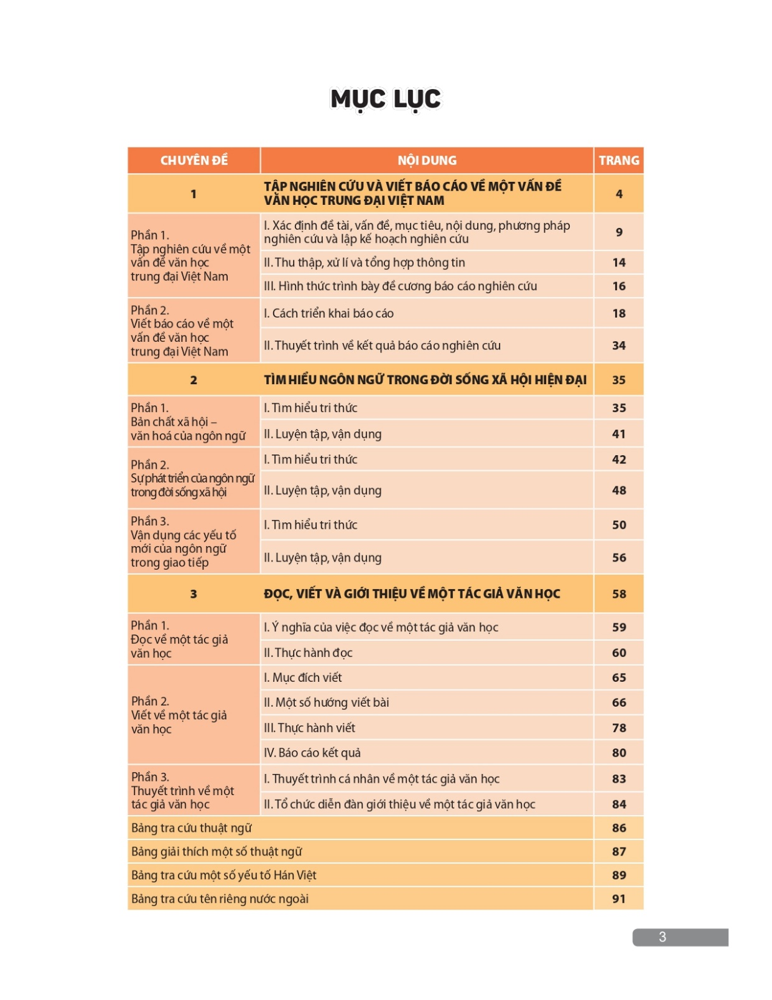 MỤC LỤC
CHUYÊN ĐỀ NỘI DUNG TRANG
1 TẬP NGHIÊN CỨU VÀ VIẾT BÁO CÁO VỀ MỘT VẤN ĐỀ
VĂN HỌC TRUNG ĐẠI VIỆT NAM 4
Phần 1.
Tập nghiên cứu về một
vấn đề văn học
trung đại Việt Nam
I. Xác định đề tài, vấn đề, mục tiêu, nội dung, phương pháp
nghiên cứu và lập kế hoạch nghiên cứu 9
II. Thu thập, xử lí và tổng hợp thông tin 14
III. Hình thức trình bày đề cương báo cáo nghiên cứu 16
Phần 2.
Viết báo cáo về một
vấn đề văn học
trung đại Việt Nam
I. Cách triển khai báo cáo 18
II. Thuyết trình về kết quả báo cáo nghiên cứu 34
2 TÌM HIỂU NGÔN NGỮ TRONG ĐỜI SỐNG XÃ HỘI HIỆN ĐẠI 35
Phần 1.
Bản chất xã hội –
văn hoá của ngôn ngữ
I. Tìm hiểu tri thức 35
II. Luyện tập, vận dụng 41
Phần 2.
Sự phát triển của ngôn ngữ
trong đời sống xã hội
I. Tìm hiểu tri thức 42
II. Luyện tập, vận dụng 48
Phần 3.
Vận dụng các yếu tố
mới của ngôn ngữ
trong giao tiếp
I. Tìm hiểu tri thức 50
II. Luyện tập, vận dụng 56
3 ĐỌC, VIẾT VÀ GIỚI THIỆU VỀ MỘT TÁC GIẢ VĂN HỌC 58
Phần 1.
Đọc về một tác giả
văn học
I. Ý nghĩa của việc đọc về một tác giả văn học 59
II. Thực hành đọc 60
Phần 2.
Viết về một tác giả
văn học
I. Mục đích viết 65
II. Một số hướng viết bài 66
III. Thực hành viết 78
IV. Báo cáo kết quả 80
Phần 3.
Thuyết trình về một
tác giả văn học
I. Thuyết trình cá nhân về một tác giả văn học 83
II. Tổ chức diễn đàn giới thiệu về một tác giả văn học 84
Bảng tra cứu thuật ngữ 86
Bảng giải thích một số thuật ngữ 87
Bảng tra cứu một số yếu tố Hán Việt 89
Bảng tra cứu tên riêng nước ngoài 91
3